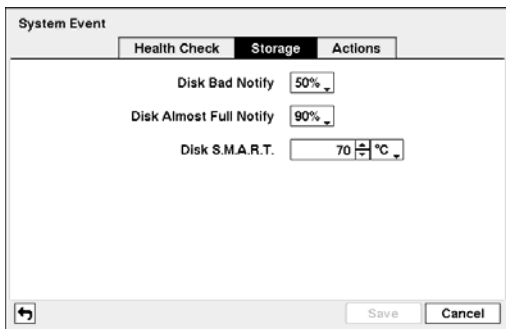 System Event
Health Check Storage Actions
Disk Bad Notify 50%
Disk Almost Full Notify 90%
Disk S.M.A.R.T. 70 °C
Save Cancel